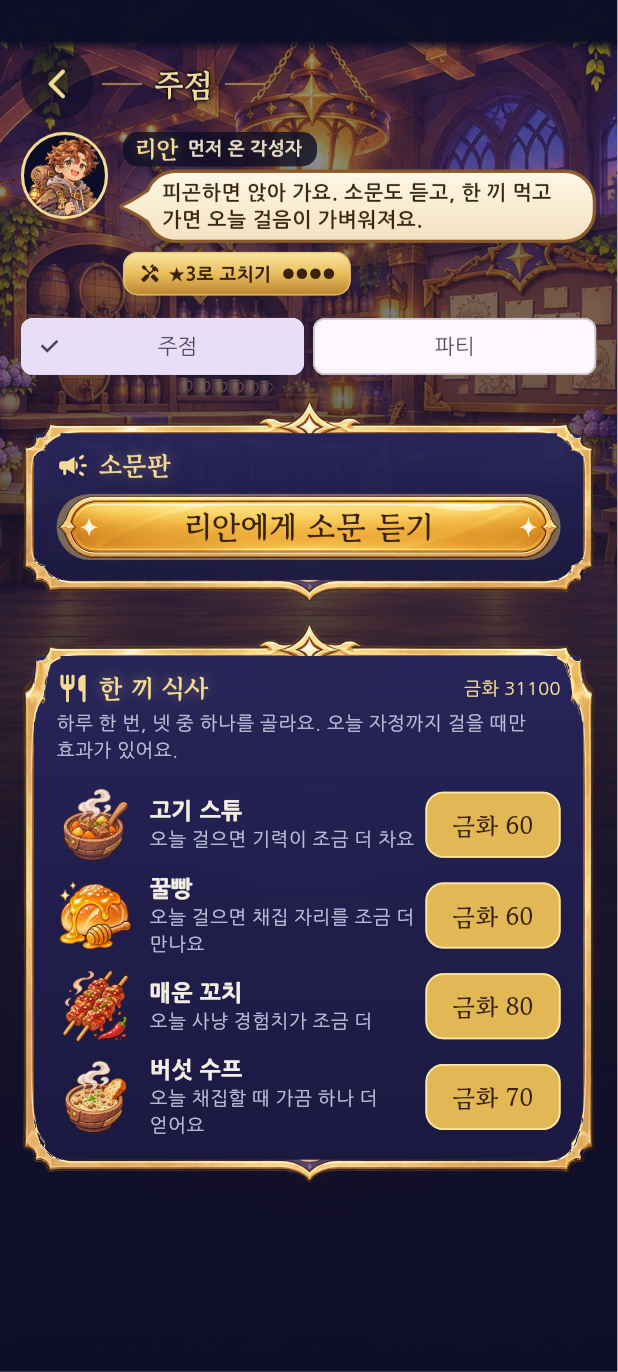 주점
리안 먼저 온 각성자
피곤하면 앉아 가요. 소문도 듣고, 한 끼 먹고
가면 오늘 걸음이 가벼워져요.
★3로 고치기 ●●●●
주점
파티
소문판
리안에게 소문 듣기
한 끼 식사
금화 31100
하루 한 번, 넷 중 하나를 골라요. 오늘 자정까지 걸을 때만
효과가 있어요.
고기 스튜
오늘 걸으면 기력이 조금 더 차요
금화 60
꿀빵
오늘 걸으면 채집 자리를 조금 더
만나요
금화 60
매운 꼬치
오늘 사냥 경험치가 조금 더
금화 80
버섯 수프
오늘 채집할 때 가끔 하나 더
얻어요
금화 70